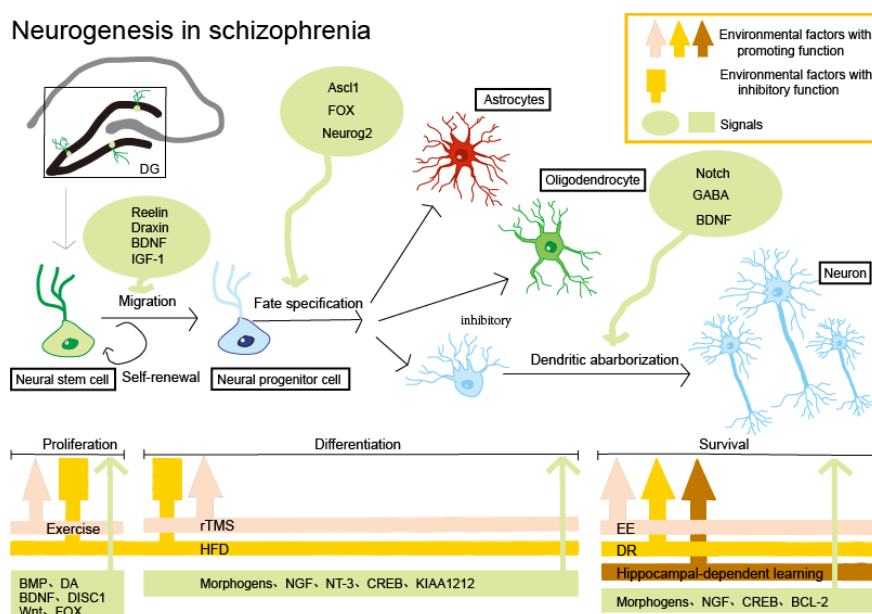 Neurogenesis in schizophrenia
Environmental factors with
promoting function
Environmental factors with
inhibitory function
Signals
DG
Ascl1
FOX
Neurog2
Astrocytes
Oligodendrocyte
Notch
GABA
BDNF
Reelin
Draxin
BDNF
IGF-1
Neuron
Migration
Fate specification
inhibitory
Dendritic abarborization
Neural stem cell
Self-renewal
Neural progenitor cell
Proliferation
Differentiation
Survival
Exercise
rTMS
EE
HFD
DR
Hippocampal-dependent learning
BMP、DA
BDNF、DISC1
Wnt、FOX
Morphogens、NGF、NT-3、CREB、KIAA1212
Morphogens、NGF、CREB、BCL-2